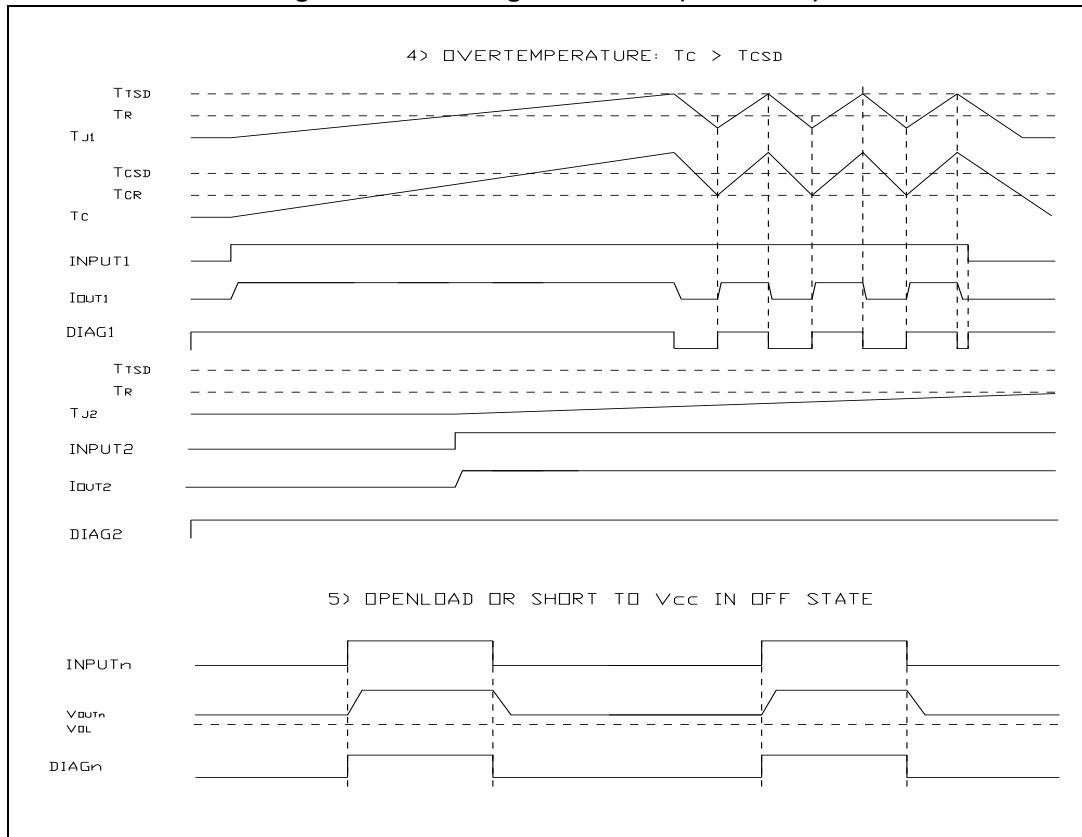 4) OVERTEMPERATURE: TC > TCSD
TTSD
TR
TJ1
TCSD
TCR
TC
INPUT1
IOUT1
DIAG1
TTSD
TR
TJ2
INPUT2
IOUT2
DIAG2
5) OPENLOAD OR SHORT TO Vcc IN OFF STATE
INPUTn
VOUTn
VOL
DIAGn